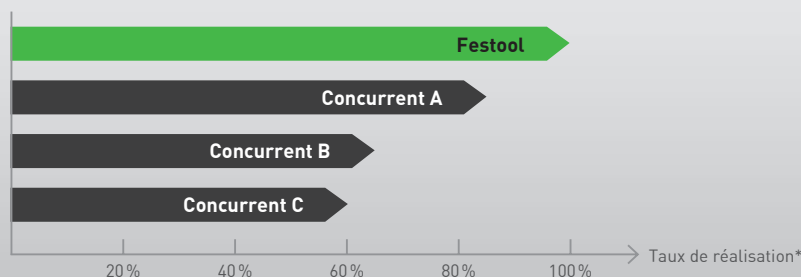 Festool
Concurrent A
Concurrent B
Concurrent C
20 % 40 % 60 % 80 % 100 % Taux de réalisation*